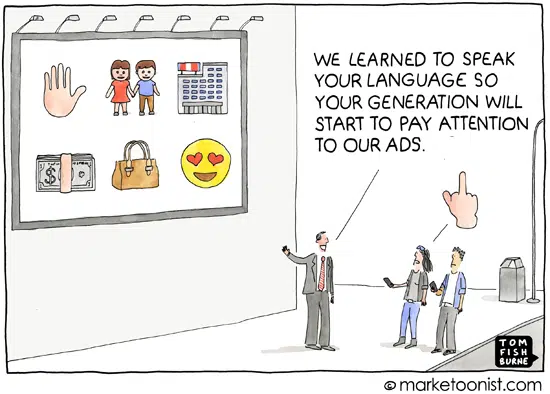 WE LEARNED TO SPEAK
YOUR LANGUAGE SO
YOUR GENERATION WILL
START TO PAY ATTENTION
TO OUR ADS.
$
TOM
FISH
BURNE
© marketoonist.com